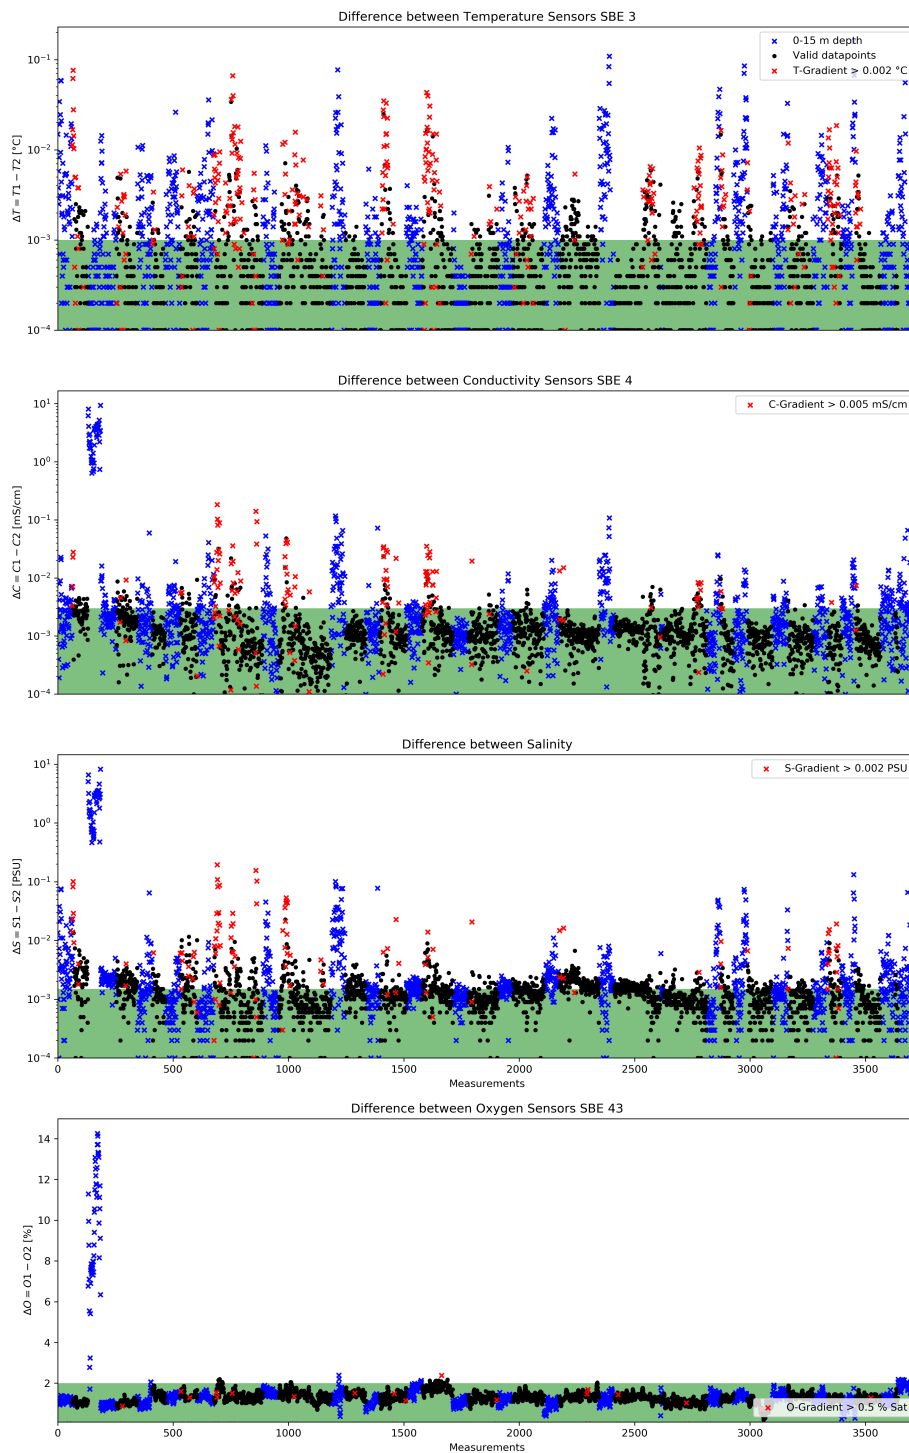 Difference between Temperature Sensors SBE 3
0-15 m depth
Valid datapoints
T-Gradient > 0.002 °C
10⁻¹
10⁻²
10⁻³
10⁻⁴
ΔT = T1 − T2 [°C]
Difference between Conductivity Sensors SBE 4
C-Gradient > 0.005 mS/cm
10¹
10⁰
10⁻¹
10⁻²
10⁻³
10⁻⁴
ΔC = C1 − C2 [mS/cm]
Difference between Salinity
S-Gradient > 0.002 PSU
10¹
10⁰
10⁻¹
10⁻²
10⁻³
10⁻⁴
ΔS = S1 − S2 [PSU]
0 500 1000 1500 2000 2500 3000 3500
Measurements
Difference between Oxygen Sensors SBE 43
14
12
10
8
6
4
2
ΔO = O1 − O2 [%]
O-Gradient > 0.5 % Sat
0 500 1000 1500 2000 2500 3000 3500
Measurements